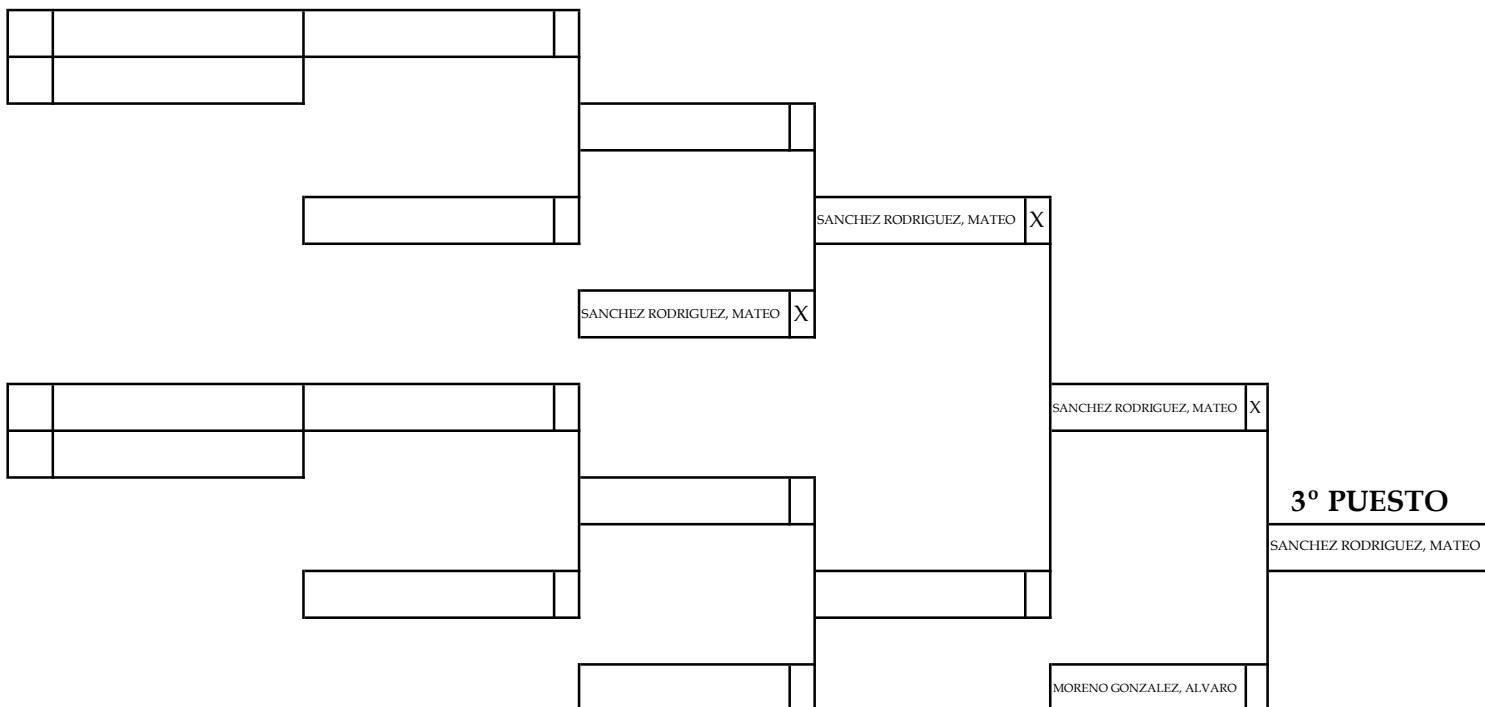 SANCHEZ RODRIGUEZ, MATEO X
SANCHEZ RODRIGUEZ, MATEO X
SANCHEZ RODRIGUEZ, MATEO X
3º PUESTO
SANCHEZ RODRIGUEZ, MATEO
MORENO GONZALEZ, ALVARO